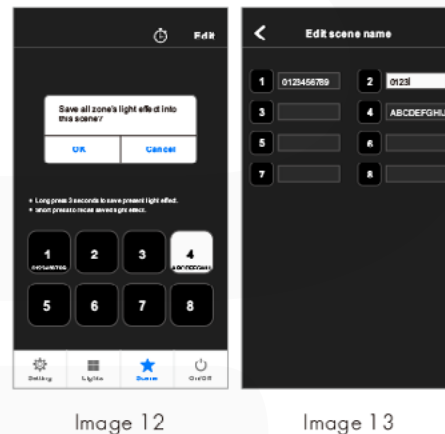 Edit
Save all zone's light effect into
this scene?
OK Cancel
Long press 3 seconds to save present light effect.
short press to recall saved light effect.
1 2 3 4
0123456789 ABCDEFGHIJ
5 6 7 8
Setting Lights Scene On/Off
Image 12
Edit scene name
1 0123456789 2 0123
3 4 ABCDEFGHIJ
5 6
7 8
Image 13